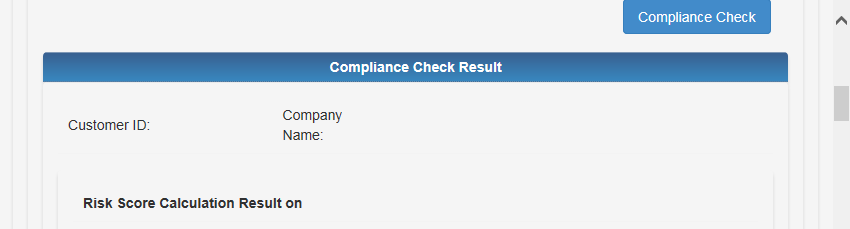 Compliance Check
Compliance Check Result
Customer ID:
Company
Name:
Risk Score Calculation Result on